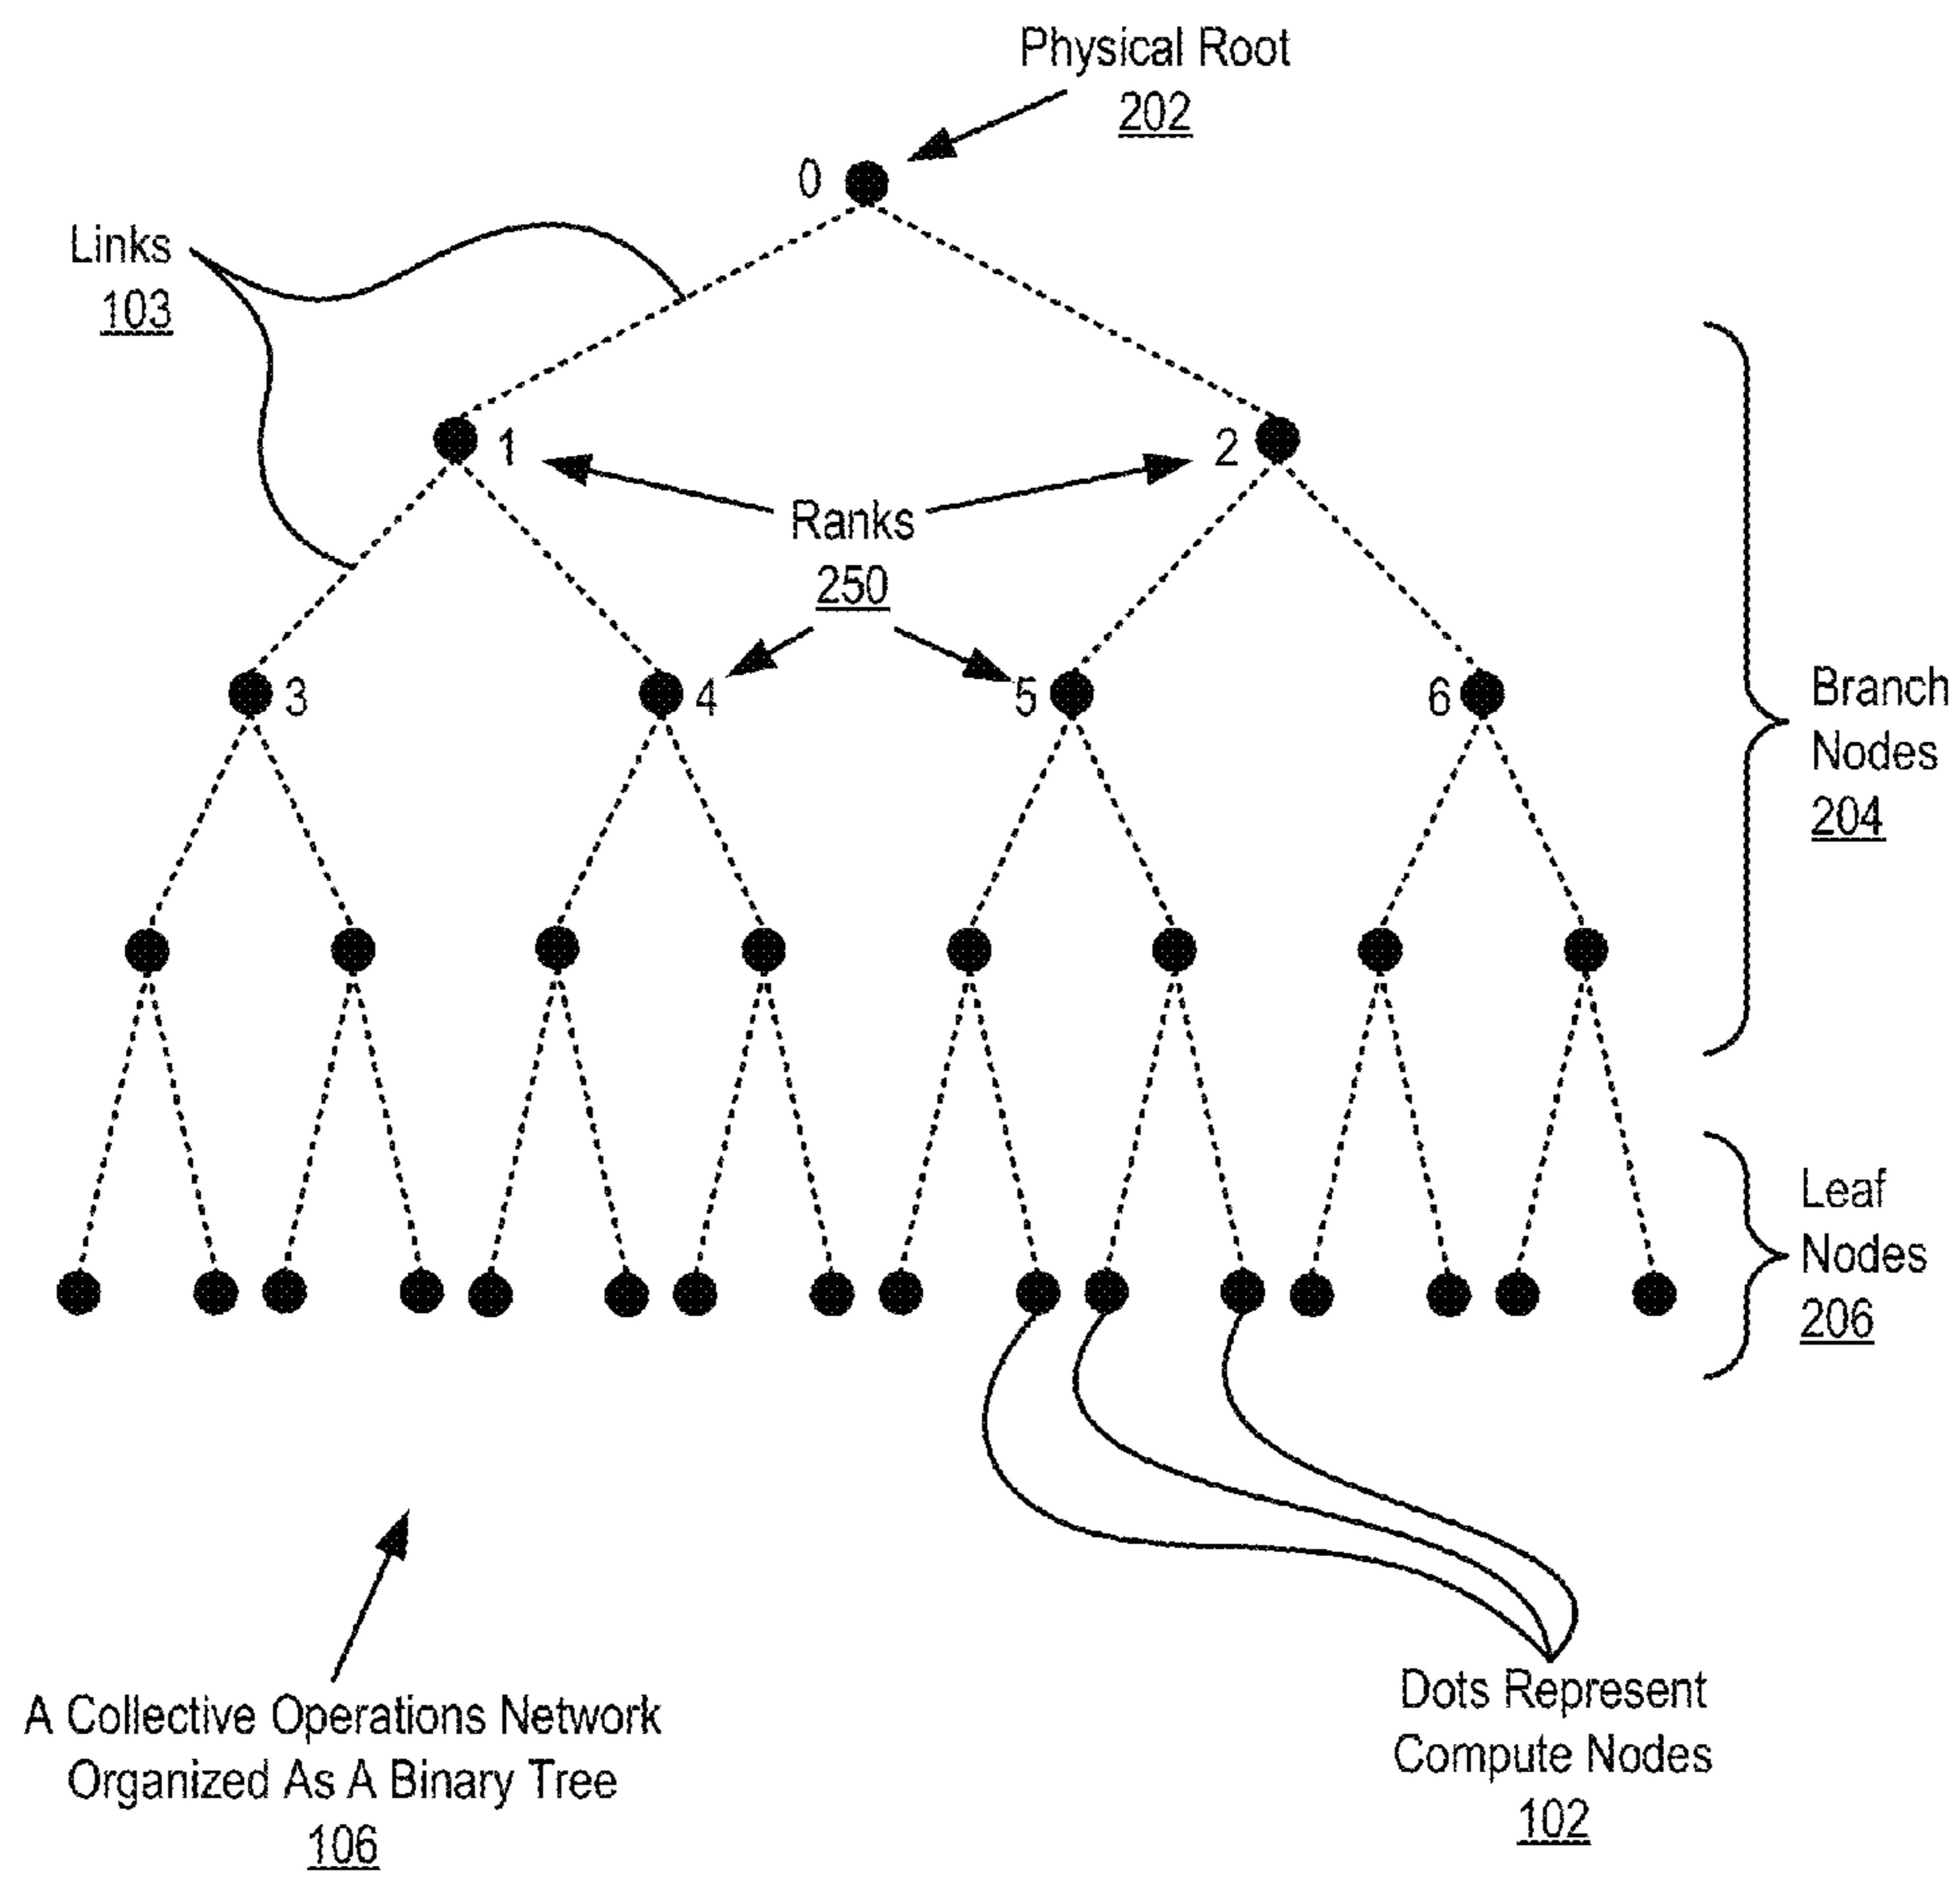 Physical Root
202
0
Links
103
1
2
Ranks
250
3
4
5
6
Branch
Nodes
204
Leaf
Nodes
206
A Collective Operations Network
Organized As A Binary Tree
106
Dots Represent
Compute Nodes
102